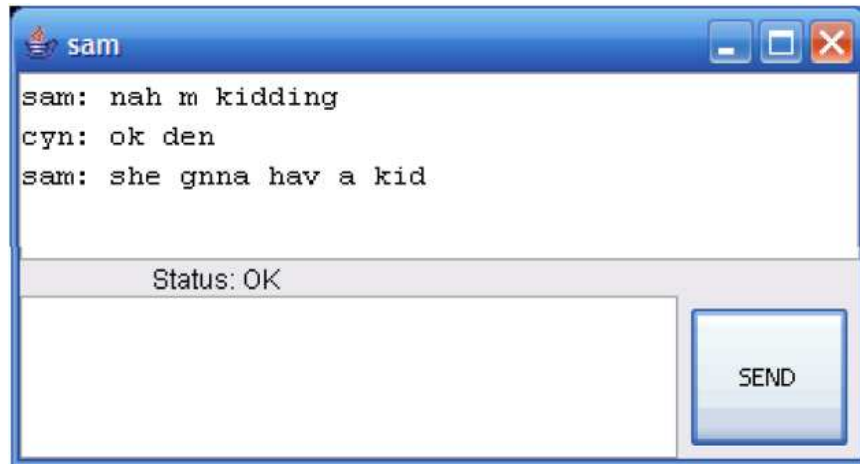 sam
sam: nah m kidding
cyn: ok den
sam: she gnna hav a kid
Status: OK
SEND